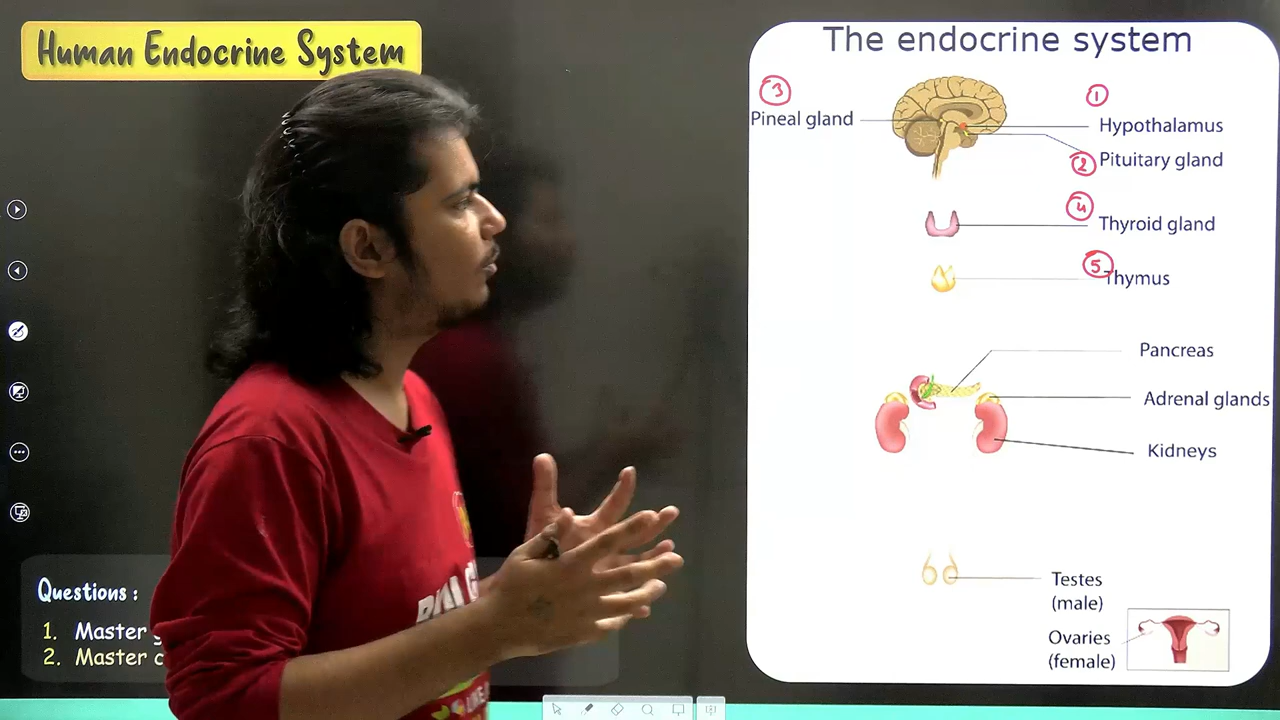 Human Endocrine System
The endocrine system
3
Pineal gland
1
Hypothalamus
2 Pituitary gland
4
Thyroid gland
5
Thymus
Pancreas
Adrenal glands
Kidneys
Testes
(male)
Ovaries
(female)
Questions :
1. Master
2. Master